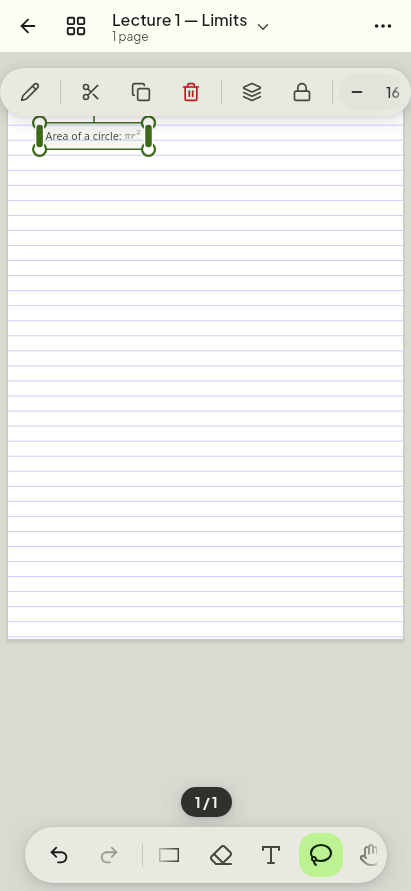 Lecture 1 — Limits
1 page
16
Area of a circle: πr²
1/1
T